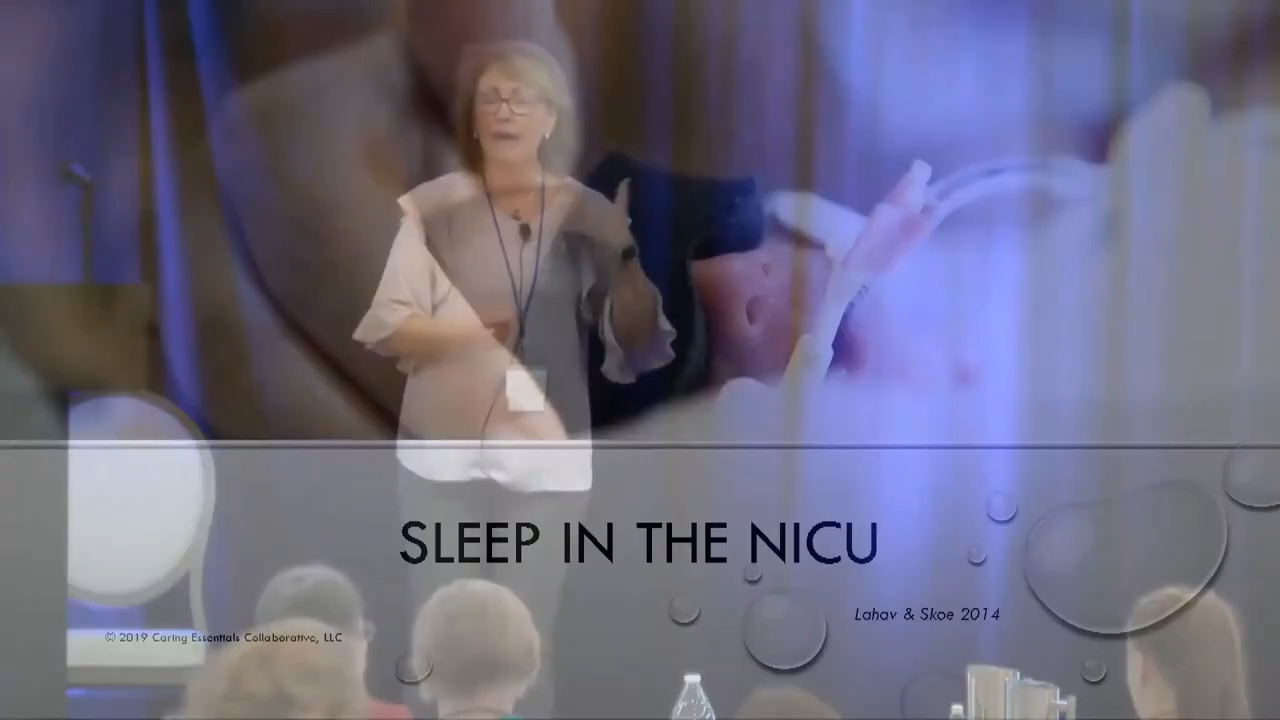 SLEEP IN THE NICU
Lahav & Skoe 2014
© 2019 Caring Essentials Collaborative, LLC